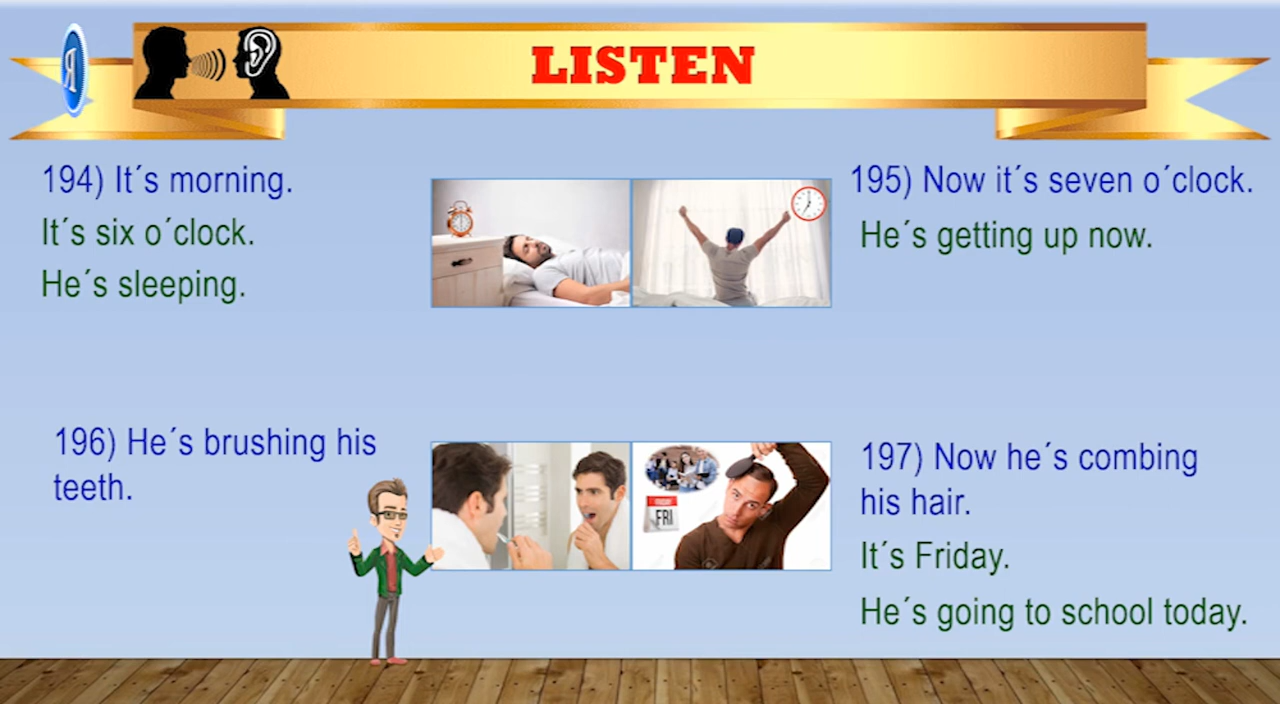 LISTEN
194) It´s morning.
It´s six o´clock.
He´s sleeping.
195) Now it´s seven o´clock.
He´s getting up now.
196) He´s brushing his
teeth.
FRIDAY
FRI
197) Now he´s combing
his hair.
It´s Friday.
He´s going to school today.